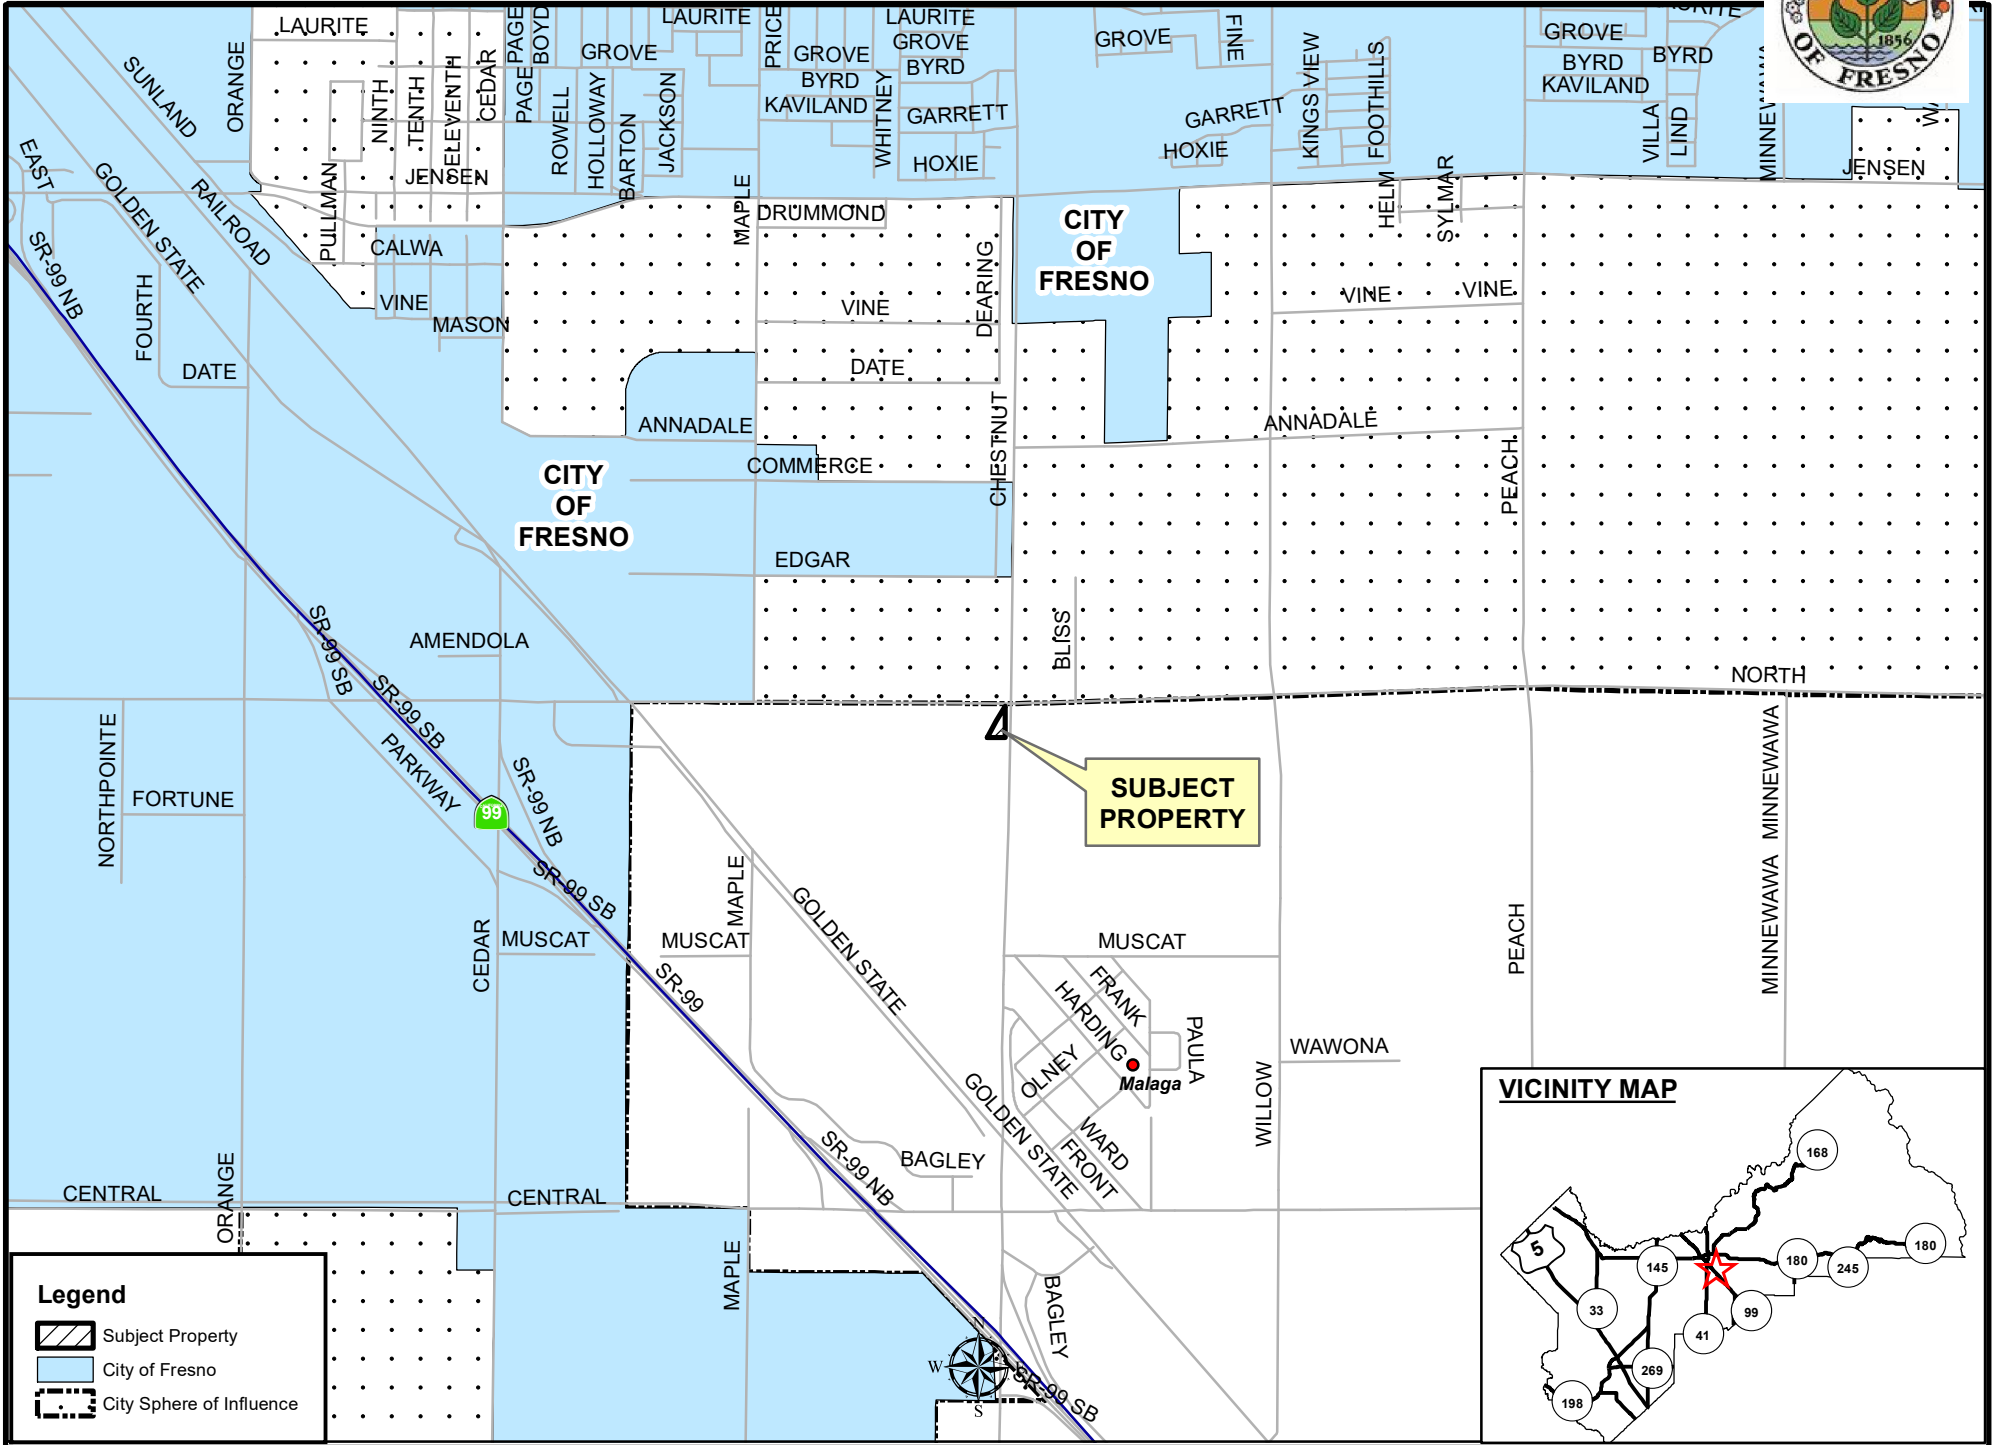 LAURITE
PAGE
BOYD
LAURITE
PRICE
LAURITE
FINE
1856
OF FRESNO
GROVE
GROVE
GROVE
GROVE
GROVE
ORANGE
SUNLAND
NINTH
TENTH
ELEVENTH
CEDAR
PAGE
ROWELL
HOLLOWAY
BARTON
JACKSON
BYRD
KAVILAND
WHITNEY
BYRD
GARRETT
HOXIE
GARRETT
HOXIE
KINGS VIEW
FOOTHILLS
BYRD
KAVILAND
BYRD
VILLA
LIND
MINNEWAWA
EAST
GOLDEN STATE
RAILROAD
PULLMAN
JENSEN
JENSEN
MAPLE
DRUMMOND
DEARING
CITY
OF
FRESNO
HELM
SYLMAR
SR-99 NB
CALWA
VINE
MASON
FOURTH
DATE
VINE
DATE
VINE
VINE
ANNADALE
ANNADALE
CHESTNUT
PEACH
COMMERCE
CITY
OF
FRESNO
EDGAR
SR-99 SB
AMENDOLA
BLISS
NORTH
SR-99 SB
PARKWAY
NORTHPOINTE
FORTUNE
99
SR-99 NB
SUBJECT
PROPERTY
MINNEWAWA
MINNEWAWA
SR-99 SB
MAPLE
GOLDEN STATE
CEDAR
MUSCAT
MUSCAT
MUSCAT
PEACH
SR-99
FRANK
HARDING
OLNEY
PAULA
Malaga
WAWONA
WILLOW
GOLDEN STATE
WARD
FRONT
SR-99 NB
BAGLEY
ORANGE
CENTRAL
CENTRAL
MAPLE
BAGLEY
SR-99 SB
N
W
S
Legend
Subject Property
City of Fresno
City Sphere of Influence
VICINITY MAP
168
5
145
180
245
180
33
41
99
269
198